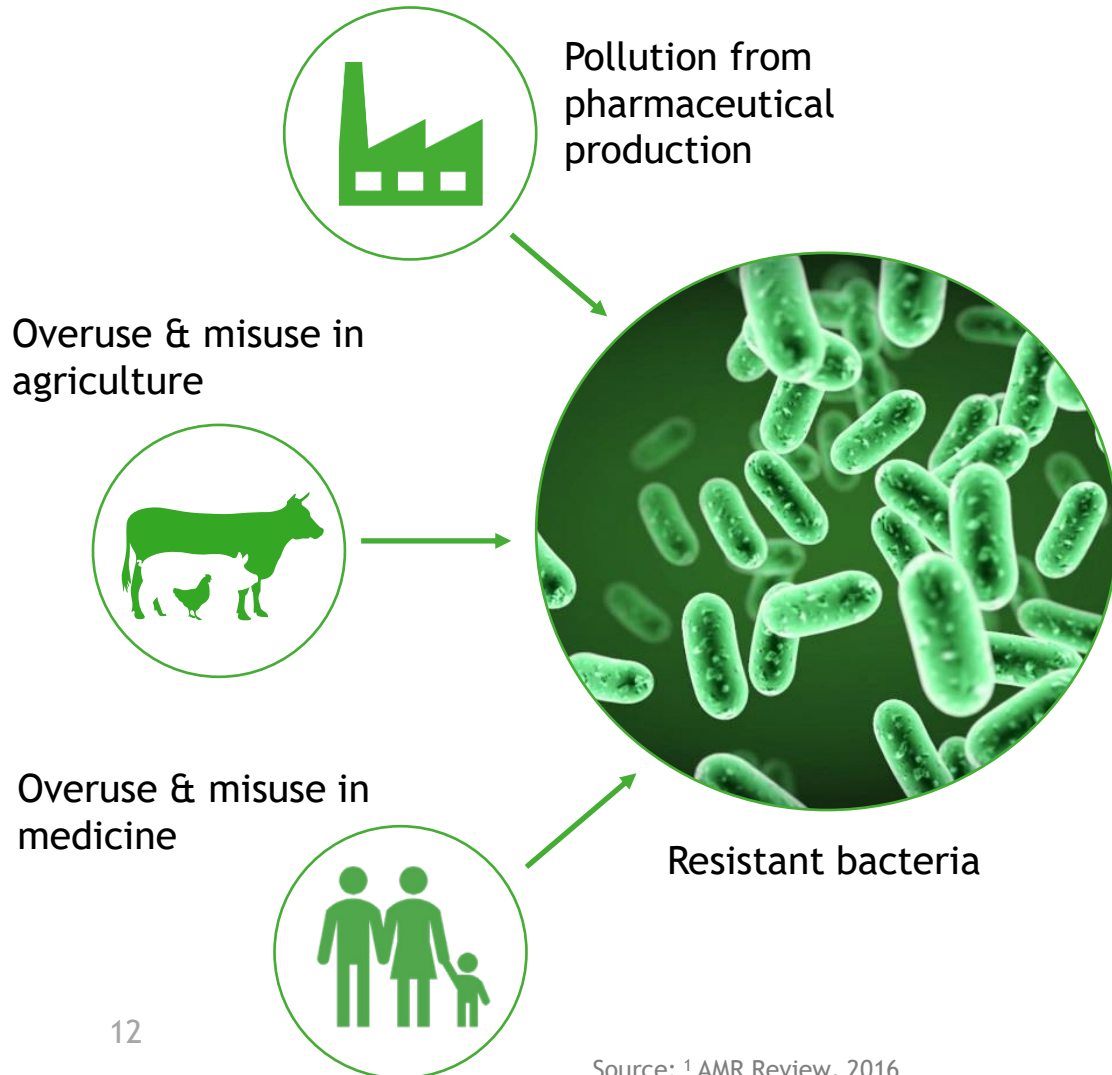 Pollution from
pharmaceutical
production
Overuse & misuse in
agriculture
Overuse & misuse in
medicine
Resistant bacteria
12
Source: ¹ AMR Review, 2016